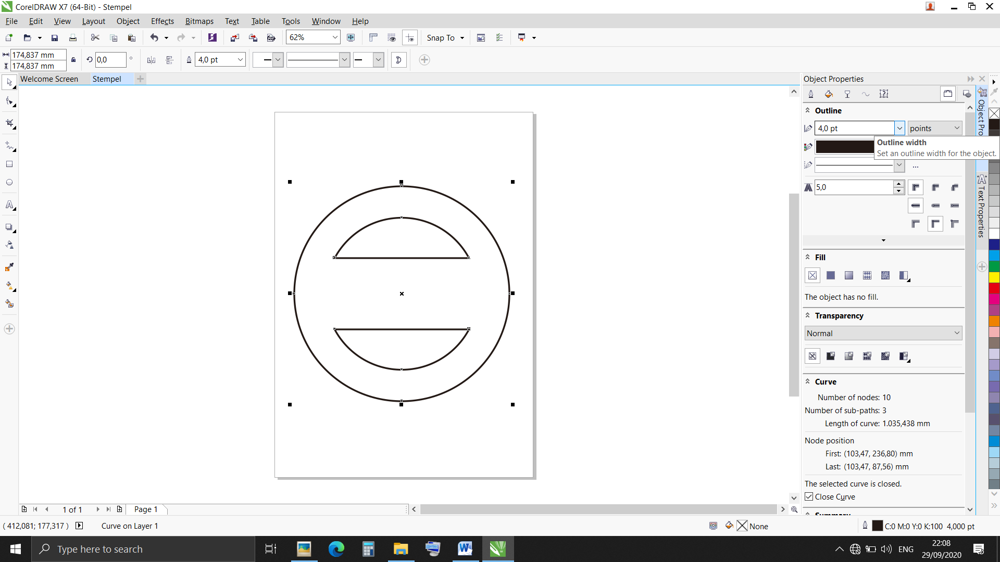 CorelDRAW X7 (64-Bit) - Stempel
File Edit View Layout Object Effects Bitmaps Text Table Tools Window Help
62% Snap To
174,837 mm
174,837 mm
0,0 °
4,0 pt
Welcome Screen Stempel
Object Properties
Outline
4,0 pt points
Outline width
Set an outline width for the object.
...
5,0
Fill
The object has no fill.
Transparency
Normal
Curve
Number of nodes: 10
Number of sub-paths: 3
Length of curve: 1.035,438 mm
Node position
First: (103,47, 236,80) mm
Last: (103,47, 87,56) mm
The selected curve is closed.
Close Curve
Summary
Object Pro
Text Properties
1 of 1 Page 1
( 412,081; 177,317 ) Curve on Layer 1 None C:0 M:0 Y:0 K:100 4,000 pt
Type here to search
ENG
22:08
29/09/2020